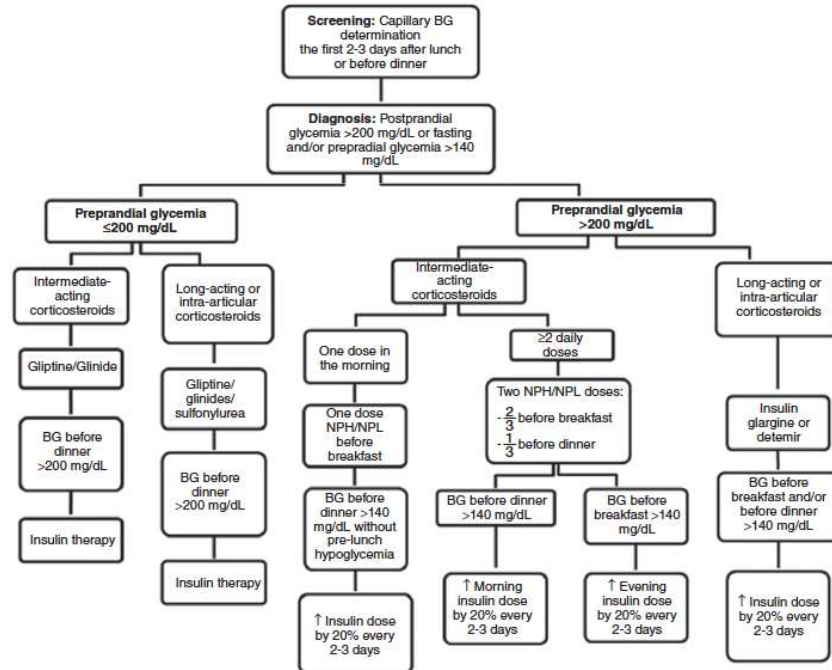 Screening: Capillary BG
determination
the first 2-3 days after lunch
or before dinner
Diagnosis: Postprandial
glycemia >200 mg/dL or fasting
and/or prepradial glycemia >140
mg/dL
Preprandial glycemia
≤200 mg/dL
Intermediate-
acting
corticosteroids
Gliptine/Glinide
BG before
dinner
>200 mg/dL
Insulin therapy
Long-acting or
intra-articular
corticosteroids
Gliptine/
glinides/
sulfonylurea
BG before
dinner
>200 mg/dL
Insulin therapy
Preprandial glycemia
>200 mg/dL
Intermediate-
acting
corticosteroids
One dose in
the morning
One dose
NPH/NPL
before
breakfast
BG before
dinner >140
mg/dL without
pre-lunch
hypoglycemia
↑ Insulin dose
by 20% every
2-3 days
≥2 daily
doses
Two NPH/NPL doses:
-2/3 before breakfast
-1/3 before dinner
BG before dinner
>140 mg/dL
↑ Morning
insulin dose
by 20% every
2-3 days
BG before
breakfast >140
mg/dL
↑ Evening
insulin dose
by 20% every
2-3 days
Long-acting or
intra-articular
corticosteroids
Insulin
glargine or
detemir
BG before
breakfast and/or
before dinner
>140 mg/dL
↑ Insulin dose
by 20% every
2-3 days